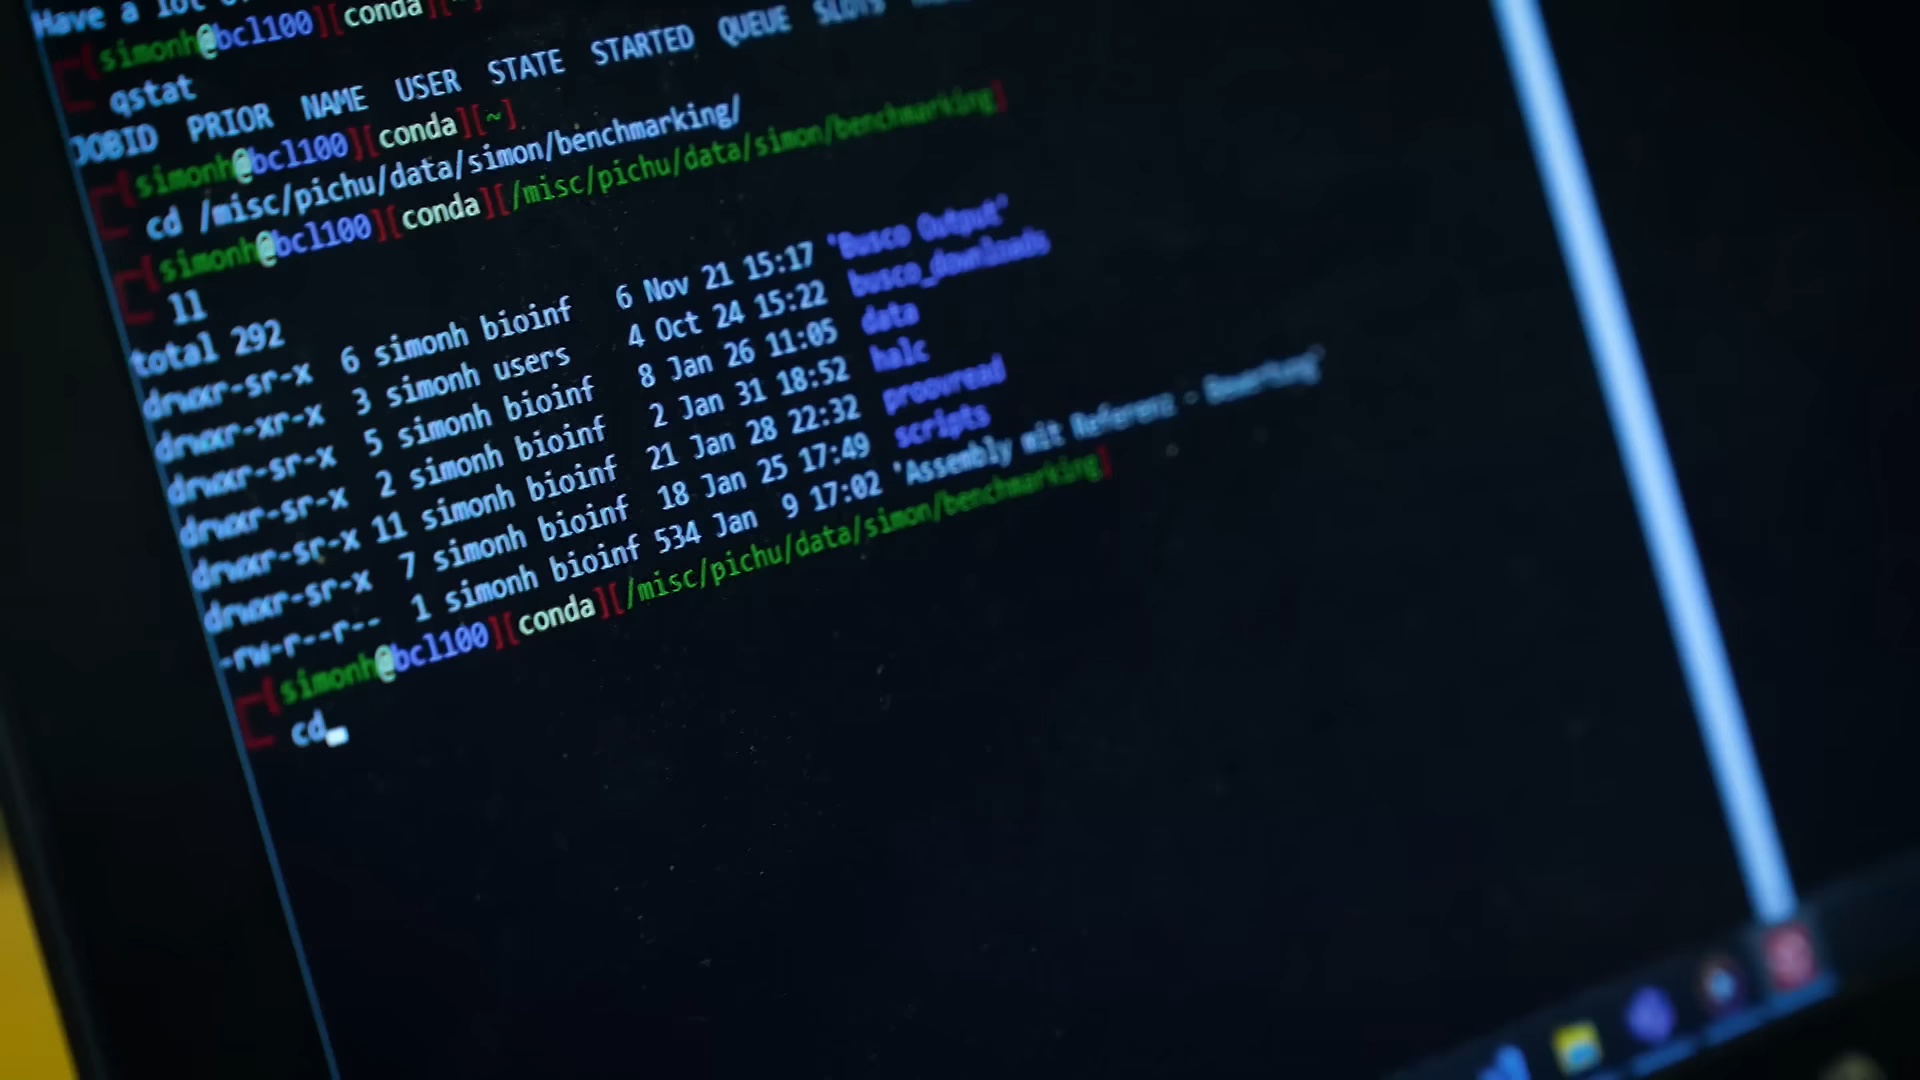 Have a lot
simonh@bcl100][conda][~]
qstat
JOBID PRIOR NAME USER STATE STARTED QUEUE SLOTS
simonh@bcl100][conda][~]
cd /misc/pichu/data/simon/benchmarking/
simonh@bcl100][conda][/misc/pichu/data/simon/benchmarking]
ll
total 292
drwxr-sr-x 6 simonh bioinf 6 Nov 21 15:17 'Busco Output'
drwxr-xr-x 3 simonh users 4 Oct 24 15:22 busco_downloads
drwxr-sr-x 5 simonh bioinf 8 Jan 26 11:05 data
drwxr-sr-x 2 simonh bioinf 2 Jan 31 18:52 halc
drwxr-sr-x 11 simonh bioinf 21 Jan 28 22:32 proovread
drwxr-sr-x 7 simonh bioinf 18 Jan 25 17:49 scripts
-rw-r--r-- 1 simonh bioinf 534 Jan 9 17:02 'Assembly mit Referenz - Bewertung'
simonh@bcl100][conda][/misc/pichu/data/simon/benchmarking]
cd